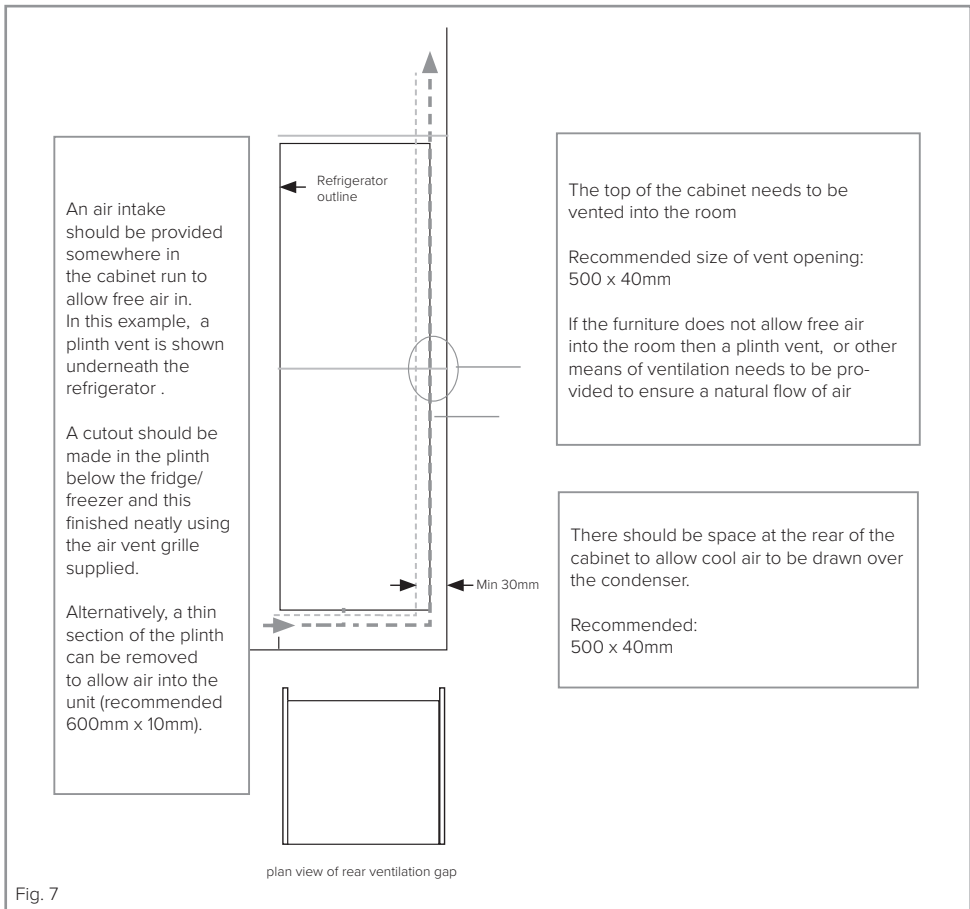 An air intake
should be provided
somewhere in
the cabinet run to
allow free air in.
In this example,  a
plinth vent is shown
underneath the
refrigerator .
A cutout should be
made in the plinth
below the fridge/
freezer and this
finished neatly using
the air vent grille
supplied.
Alternatively, a thin
section of the plinth
can be removed
to allow air into the
unit (recommended
600mm x 10mm).
Refrigerator
outline
Min 30mm
The top of the cabinet needs to be
vented into the room
Recommended size of vent opening:
500 x 40mm
If the furniture does not allow free air
into the room then a plinth vent,  or other
means of ventilation needs to be pro-
vided to ensure a natural flow of air
There should be space at the rear of the
cabinet to allow cool air to be drawn over
the condenser.
Recommended:
500 x 40mm
plan view of rear ventilation gap
Fig. 7